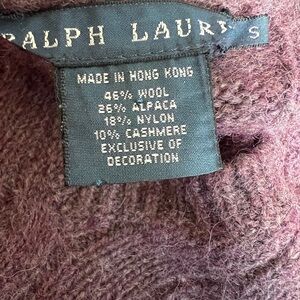 RALPH LAUR S
MADE IN HONG KONG
46% WOOL
26% ALPACA
18% NYLON
10% CASHMERE
EXCLUSIVE OF
DECORATION